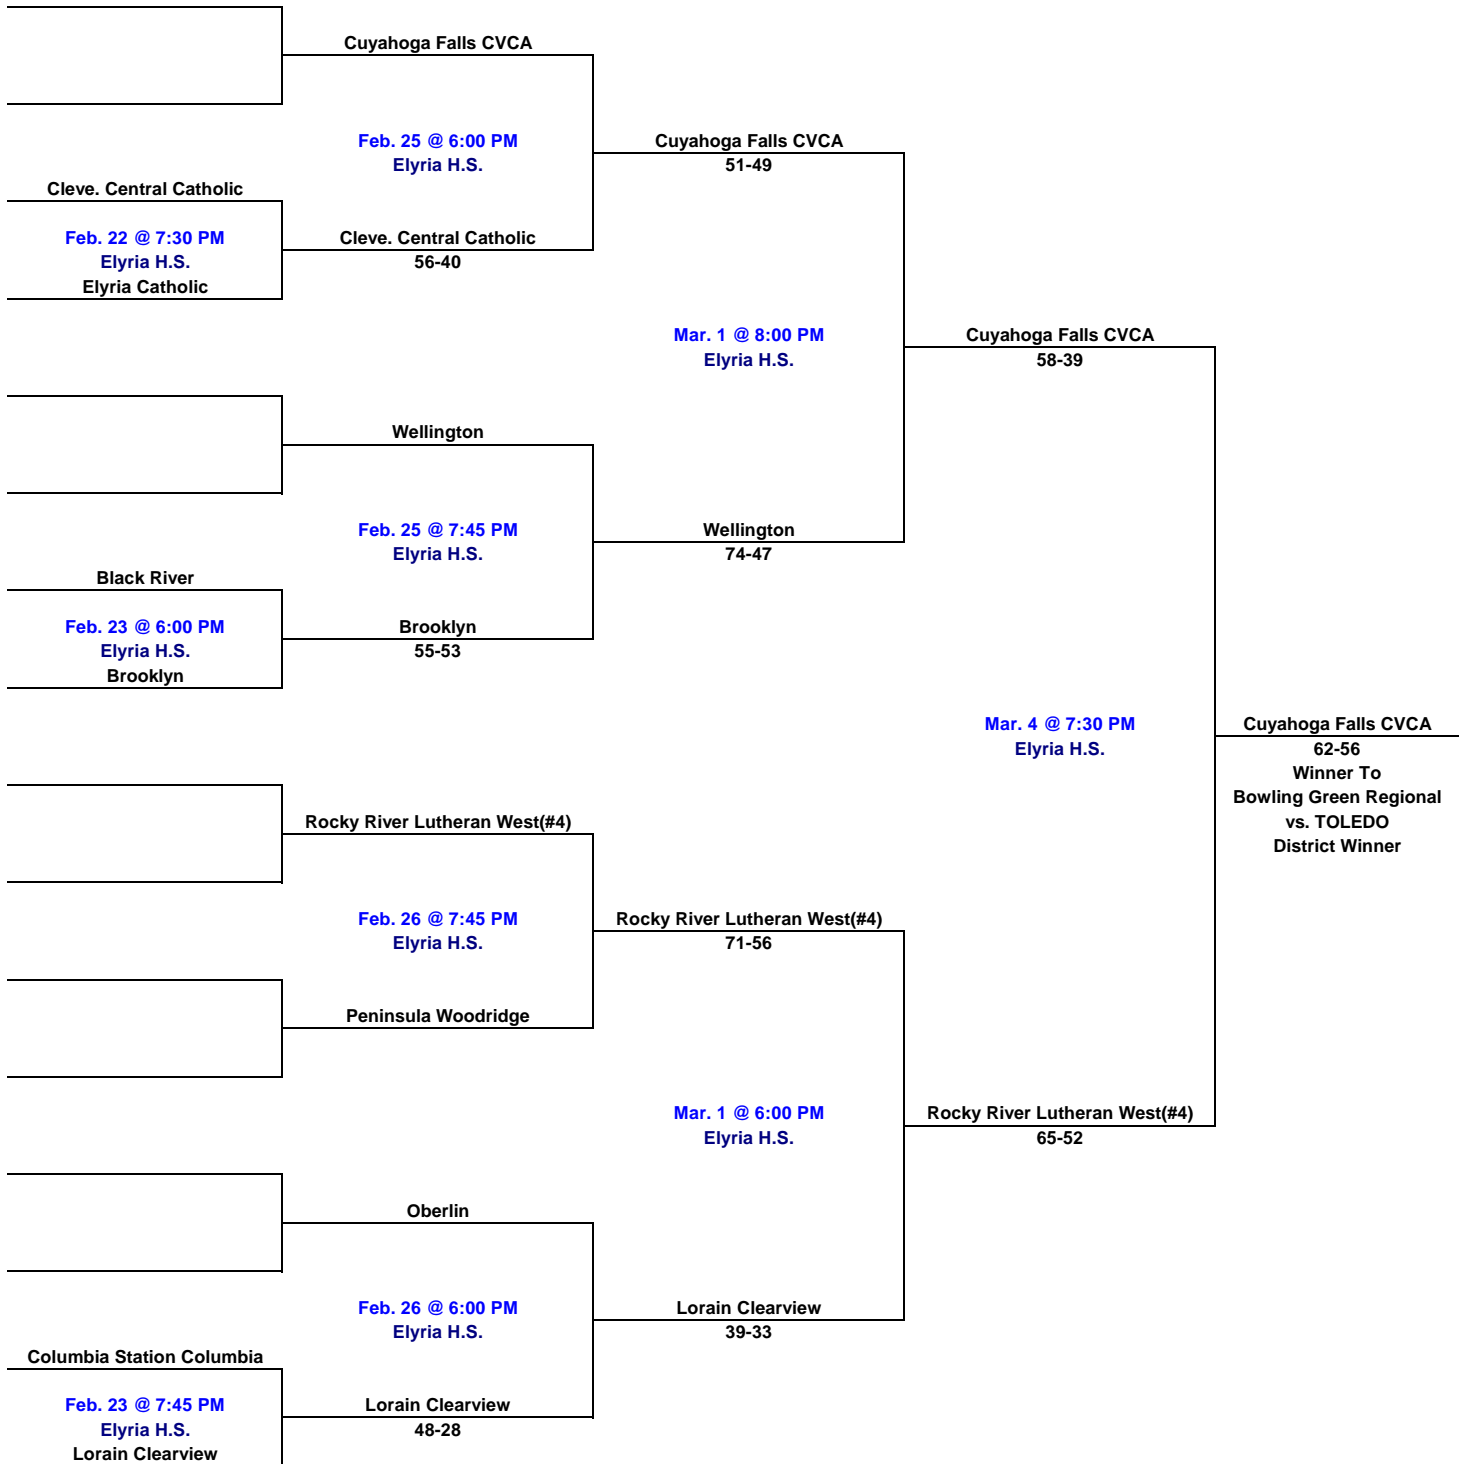 Cuyahoga Falls CVCA
Feb. 25 @ 6:00 PM
Elyria H.S.
Cuyahoga Falls CVCA
51-49
Cleve. Central Catholic
Feb. 22 @ 7:30 PM
Elyria H.S.
Elyria Catholic
Cleve. Central Catholic
56-40
Mar. 1 @ 8:00 PM
Elyria H.S.
Cuyahoga Falls CVCA
58-39
Wellington
Feb. 25 @ 7:45 PM
Elyria H.S.
Wellington
74-47
Black River
Feb. 23 @ 6:00 PM
Elyria H.S.
Brooklyn
Brooklyn
55-53
Mar. 4 @ 7:30 PM
Elyria H.S.
Cuyahoga Falls CVCA
62-56
Winner To
Bowling Green Regional
vs. TOLEDO
District Winner
Rocky River Lutheran West(#4)
Feb. 26 @ 7:45 PM
Elyria H.S.
Rocky River Lutheran West(#4)
71-56
Peninsula Woodridge
Mar. 1 @ 6:00 PM
Elyria H.S.
Rocky River Lutheran West(#4)
65-52
Oberlin
Feb. 26 @ 6:00 PM
Elyria H.S.
Lorain Clearview
39-33
Columbia Station Columbia
Feb. 23 @ 7:45 PM
Elyria H.S.
Lorain Clearview
Lorain Clearview
48-28